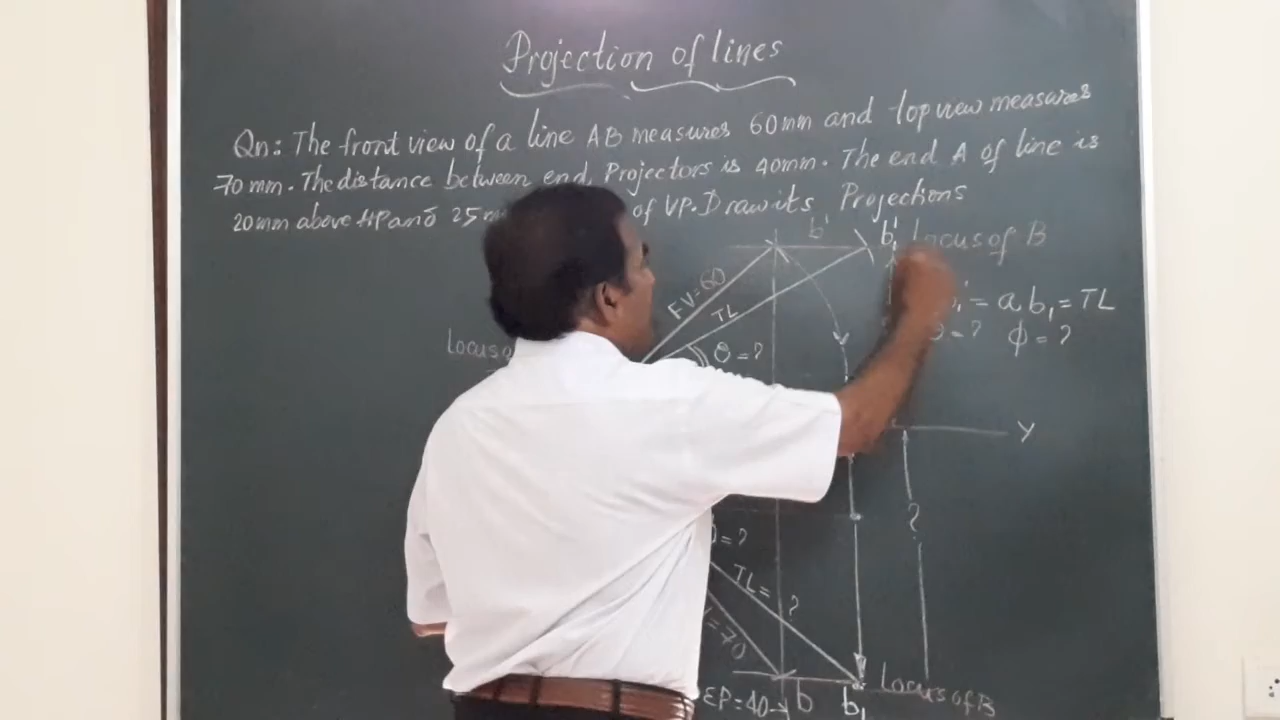 Projection of lines
Qn: The front view of a line AB measures 60mm and top view measures
70 mm. The distance between end Projectors is 40mm. The end A of line is
20mm above HP and 25 of VP. Draw its Projections
b' b₁' Locus of B
FV=60
TL
= a b₁ = TL
θ = ?
= ? ϕ = ?
Locus
Y
?
= ?
TL= ?
= 70
Locus of B
EP=40 b b₁